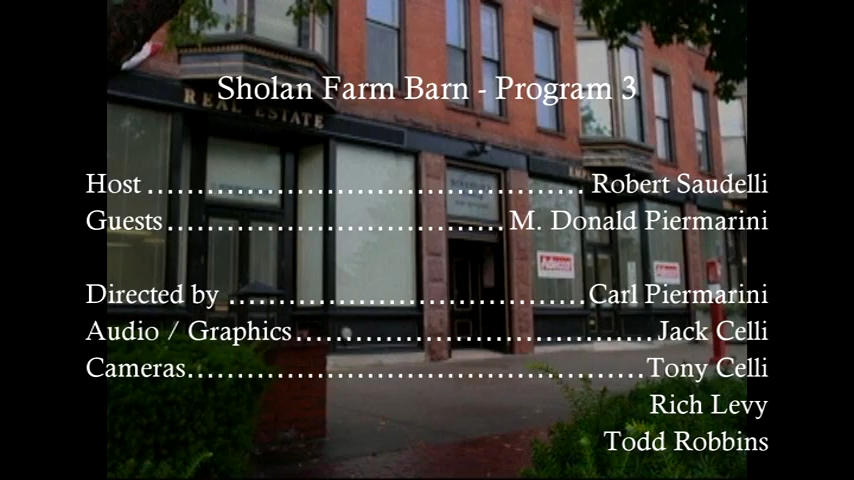 Sholan Farm Barn - Program 3
REAL ESTATE
Host ............................................ Robert Saudelli
Guests .................................. M. Donald Piermarini
Directed by .................................... Carl Piermarini
Audio / Graphics .................................... Jack Celli
Cameras .............................................. Tony Celli
Rich Levy
Todd Robbins